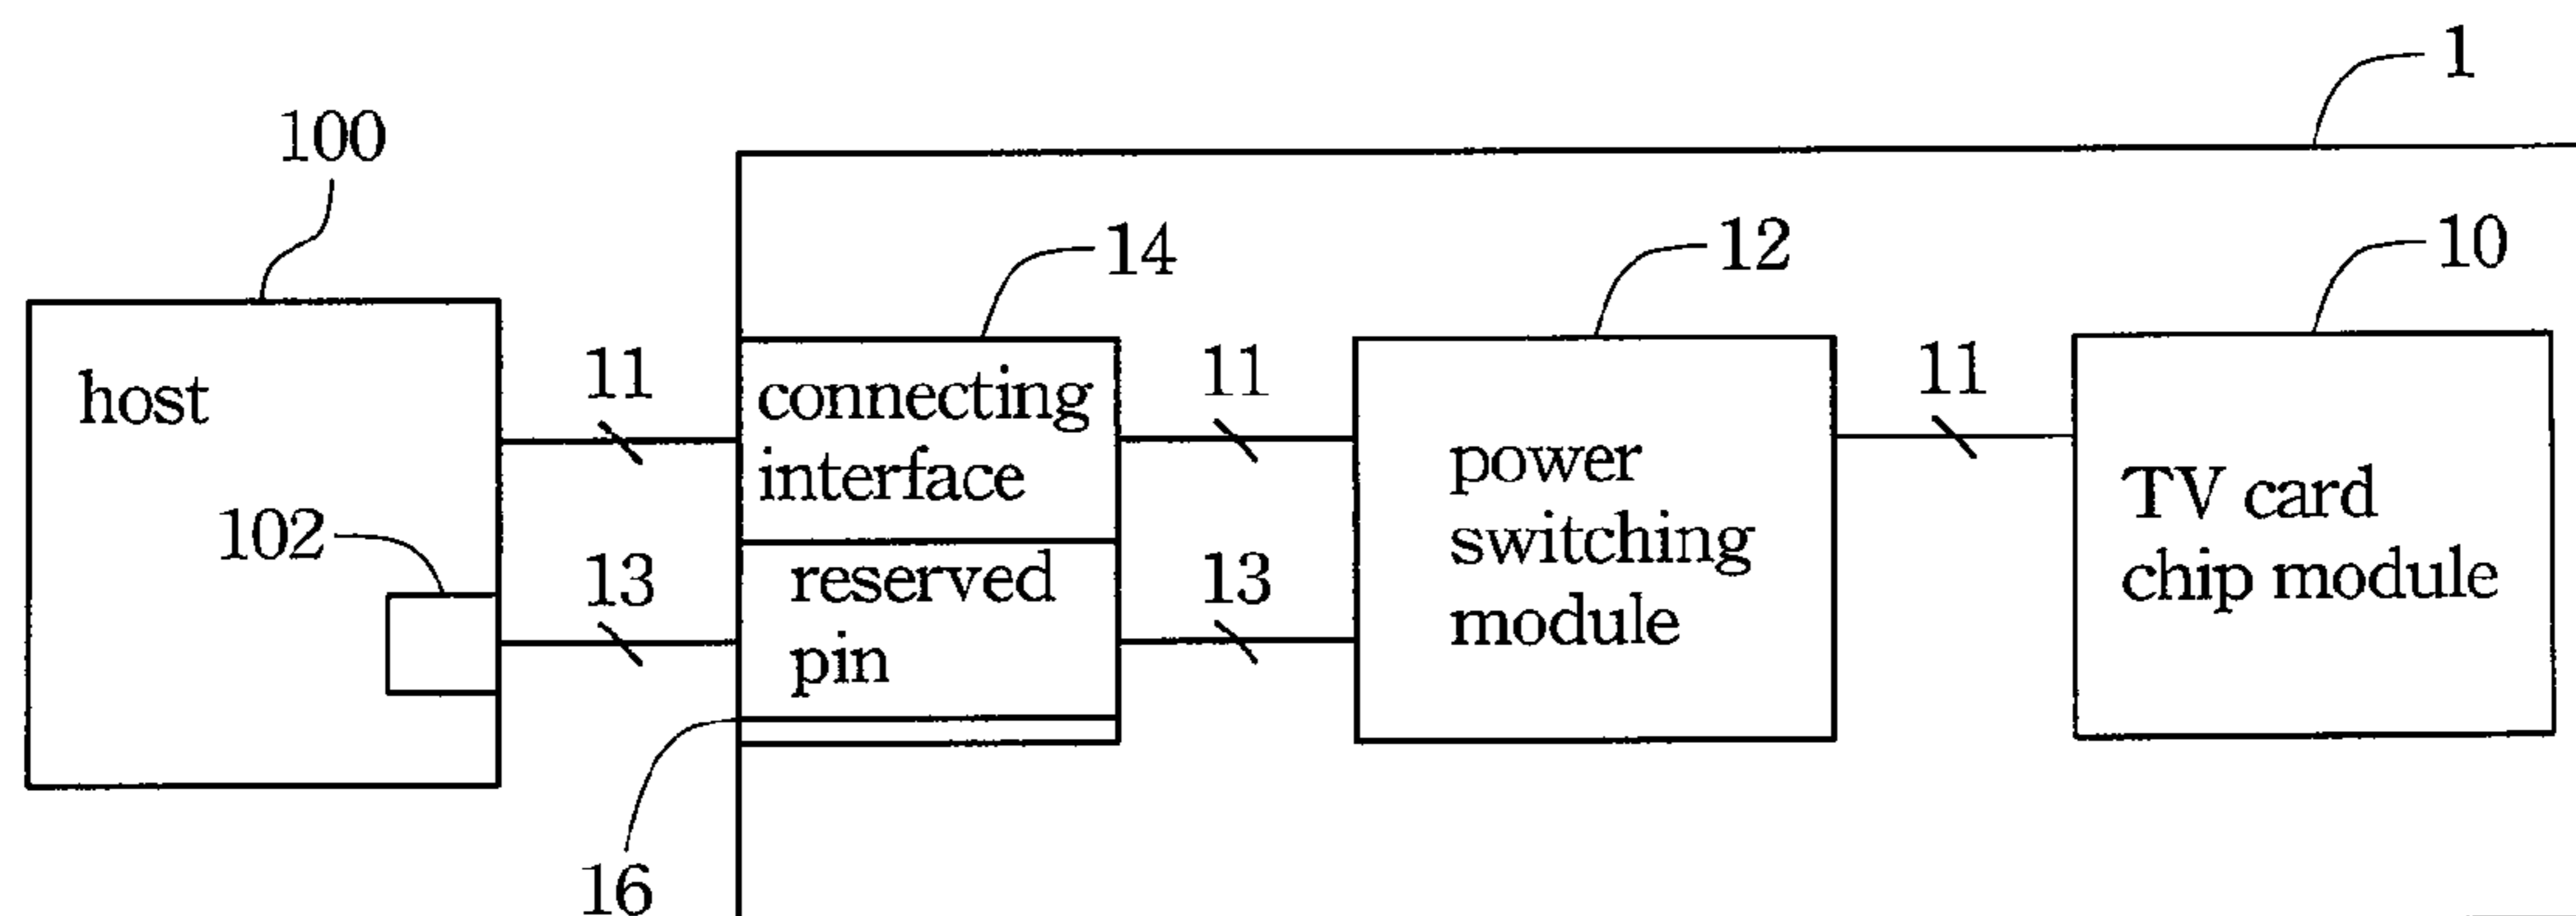 1
100
14
12
10
host
11
connecting
interface
11
power
switching
module
11
TV card
chip module
102
13
reserved
pin
13
16